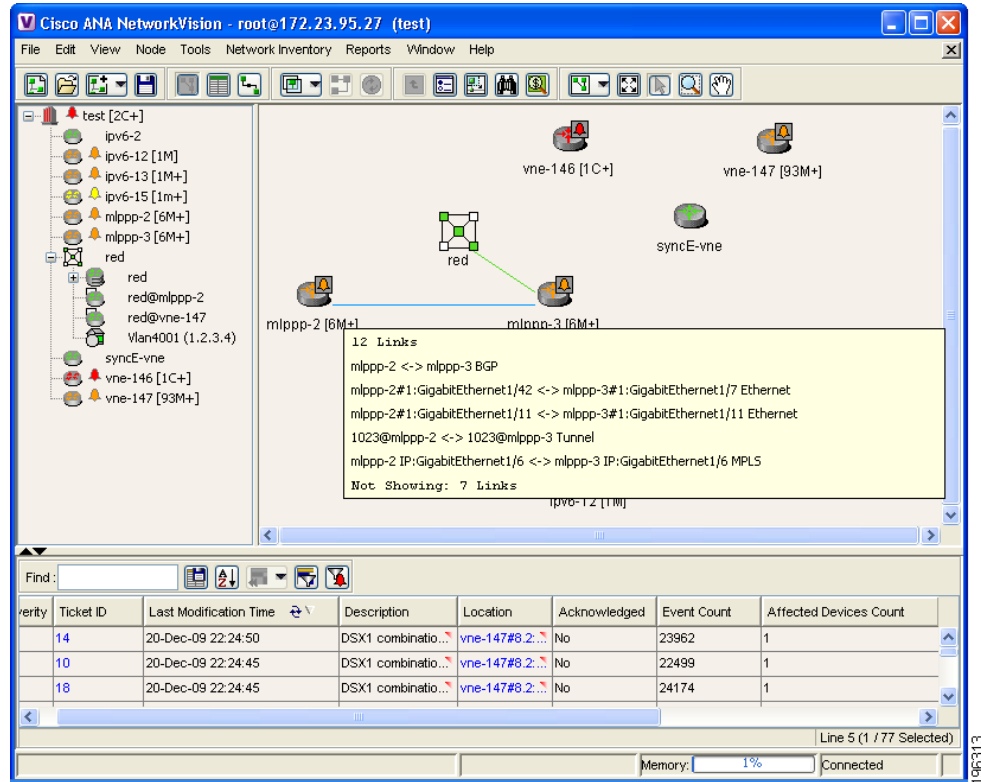 Cisco ANA NetworkVision - root@172.23.95.27 (test)
File Edit View Node Tools Network Inventory Reports Window Help
test [2C+]
ipv6-2
ipv6-12 [1M]
ipv6-13 [1M+]
ipv6-15 [1m+]
mlppp-2 [6M+]
mlppp-3 [6M+]
red
red
red@mlppp-2
red@vne-147
Vlan4001 (1.2.3.4)
syncE-vne
vne-146 [1C+]
vne-147 [93M+]
vne-146 [1C+]
vne-147 [93M+]
syncE-vne
red
mlppp-2 [6M+]
mlppp-3 [6M+]
12 Links
mlppp-2 <-> mlppp-3 BGP
mlppp-2#1:GigabitEthernet1/42 <-> mlppp-3#1:GigabitEthernet1/7 Ethernet
mlppp-2#1:GigabitEthernet1/11 <-> mlppp-3#1:GigabitEthernet1/11 Ethernet
1023@mlppp-2 <-> 1023@mlppp-3 Tunnel
mlppp-2 IP:GigabitEthernet1/6 <-> mlppp-3 IP:GigabitEthernet1/6 MPLS
Not Showing: 7 Links
ipv6-12 [1M]
Find :
verity Ticket ID Last Modification Time Description Location Acknowledged Event Count Affected Devices Count
14 20-Dec-09 22:24:50 DSX1 combinatio... vne-147#8.2:... No 23962 1
10 20-Dec-09 22:24:45 DSX1 combinatio... vne-147#8.2:... No 22499 1
18 20-Dec-09 22:24:45 DSX1 combinatio... vne-147#8.2:... No 24174 1
Line 5 (1 / 77 Selected)
Memory: 1% Connected
196313